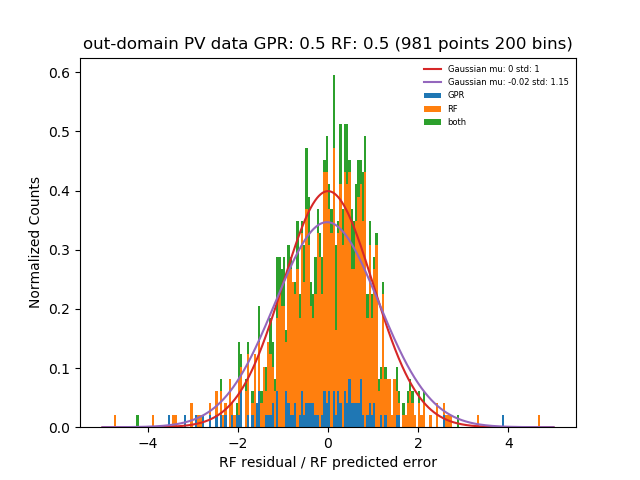 out-domain PV data GPR: 0.5 RF: 0.5 (981 points 200 bins)
Gaussian mu: 0 std: 1
Gaussian mu: -0.02 std: 1.15
GPR
RF
both
Normalized Counts
0.6
0.5
0.4
0.3
0.2
0.1
0.0
−4 −2 0 2 4
RF residual / RF predicted error